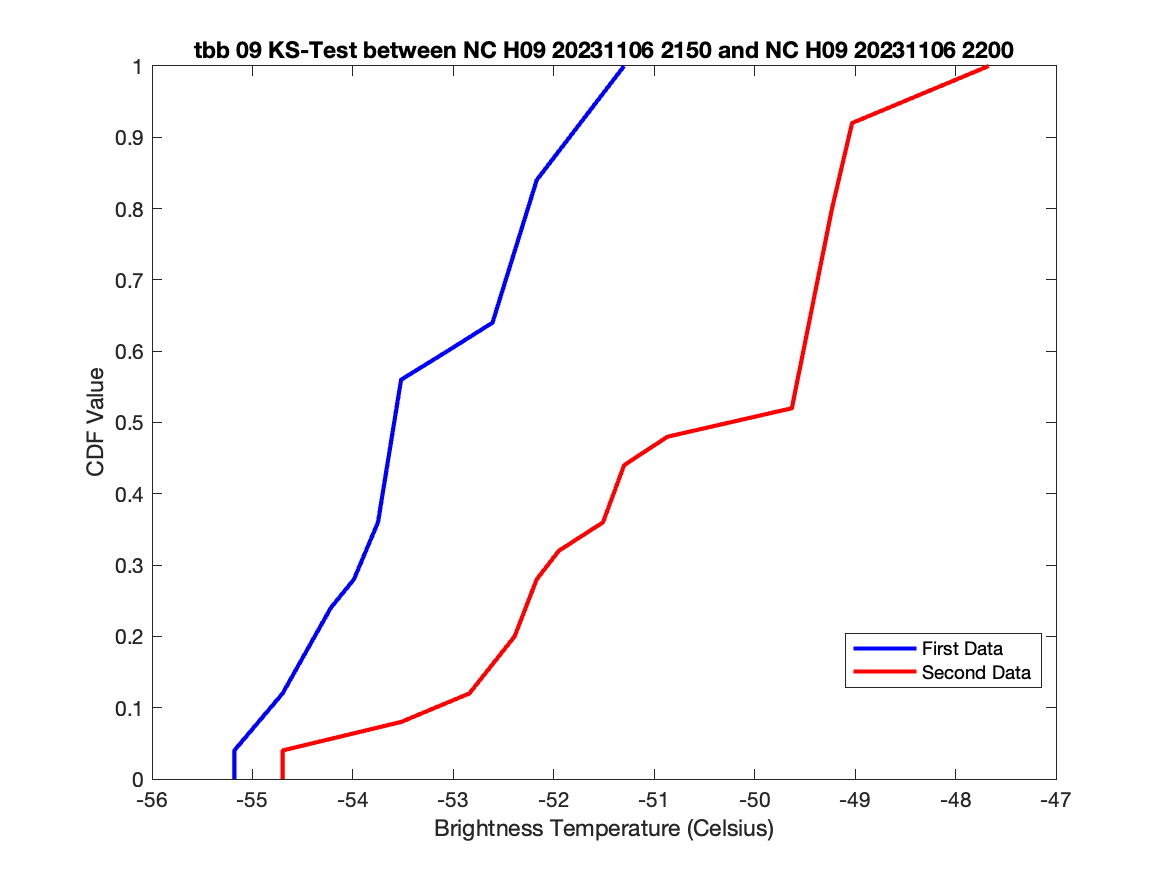 tbb 09 KS-Test between NC H09 20231106 2150 and NC H09 20231106 2200
1
0.9
0.8
0.7
0.6
0.5
0.4
0.3
0.2
0.1
0
CDF Value
First Data
Second Data
-56 -55 -54 -53 -52 -51 -50 -49 -48 -47
Brightness Temperature (Celsius)